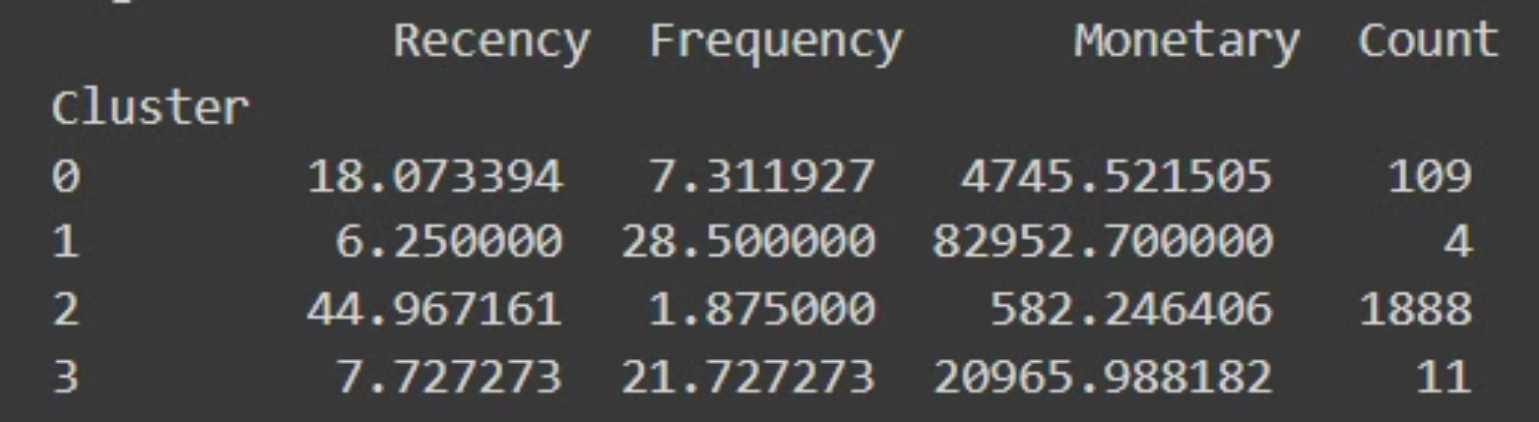 Recency Frequency Monetary Count
Cluster
0 18.073394 7.311927 4745.521505 109
1 6.250000 28.500000 82952.700000 4
2 44.967161 1.875000 582.246406 1888
3 7.727273 21.727273 20965.988182 11